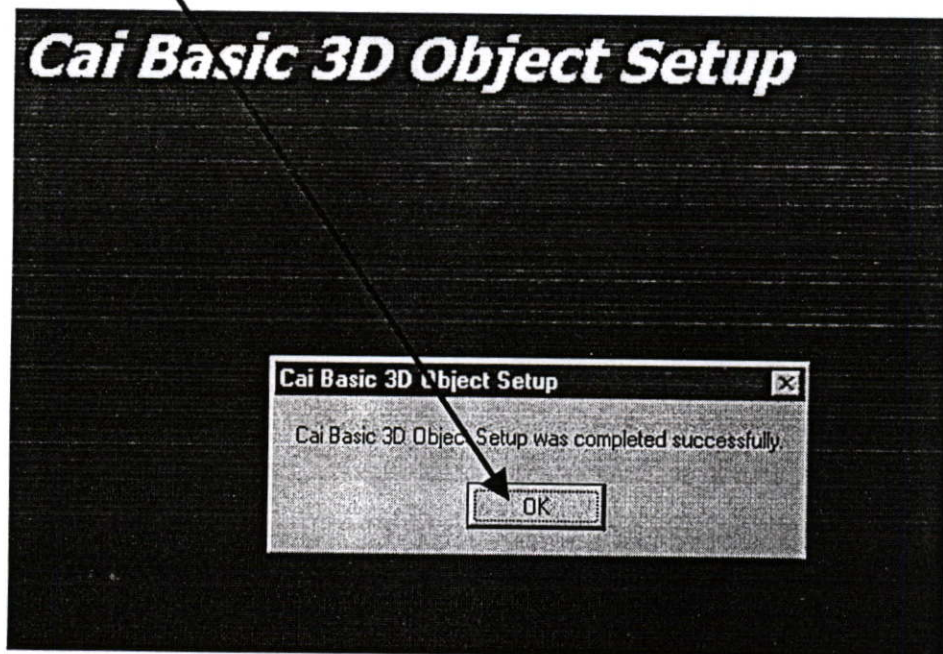 Cai Basic 3D Object Setup
Cai Basic 3D Object Setup
Cai Basic 3D Object Setup was completed successfully.
OK